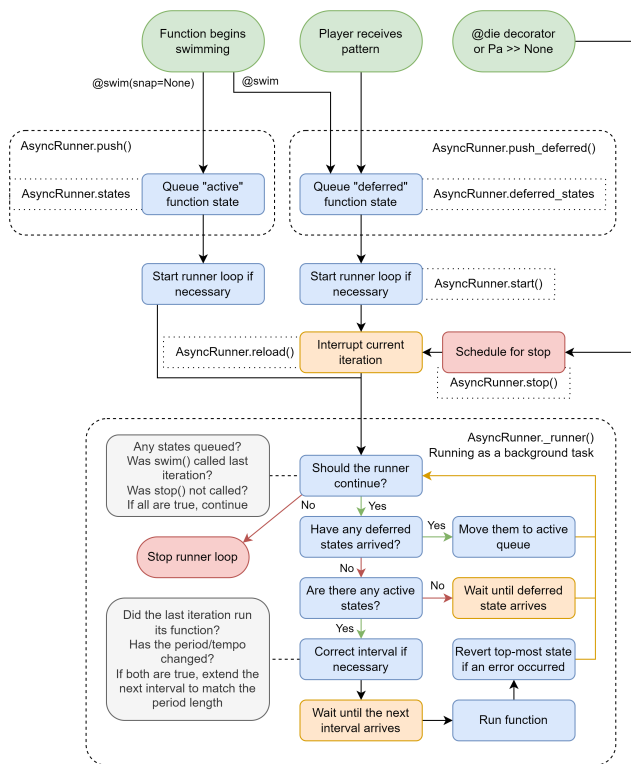 Function begins
swimming
Player receives
pattern
@die decorator
or Pa >> None
@swim(snap=None)
@swim
AsyncRunner.push()
AsyncRunner.push_deferred()
AsyncRunner.states
Queue "active"
function state
Queue "deferred"
function state
AsyncRunner.deferred_states
Start runner loop if
necessary
Start runner loop if
necessary
AsyncRunner.start()
AsyncRunner.reload()
Interrupt current
iteration
Schedule for stop
AsyncRunner.stop()
AsyncRunner._runner()
Running as a background task
Any states queued?
Was swim() called last
iteration?
Was stop() not called?
If all are true, continue
Should the runner
continue?
No
Yes
Stop runner loop
Have any deferred
states arrived?
Yes
Move them to active
queue
No
Are there any active
states?
No
Wait until deferred
state arrives
Yes
Did the last iteration run
its function?
Has the period/tempo
changed?
If both are true, extend the
next interval to match the
period length
Correct interval if
necessary
Revert top-most state
if an error occurred
Wait until the next
interval arrives
Run function